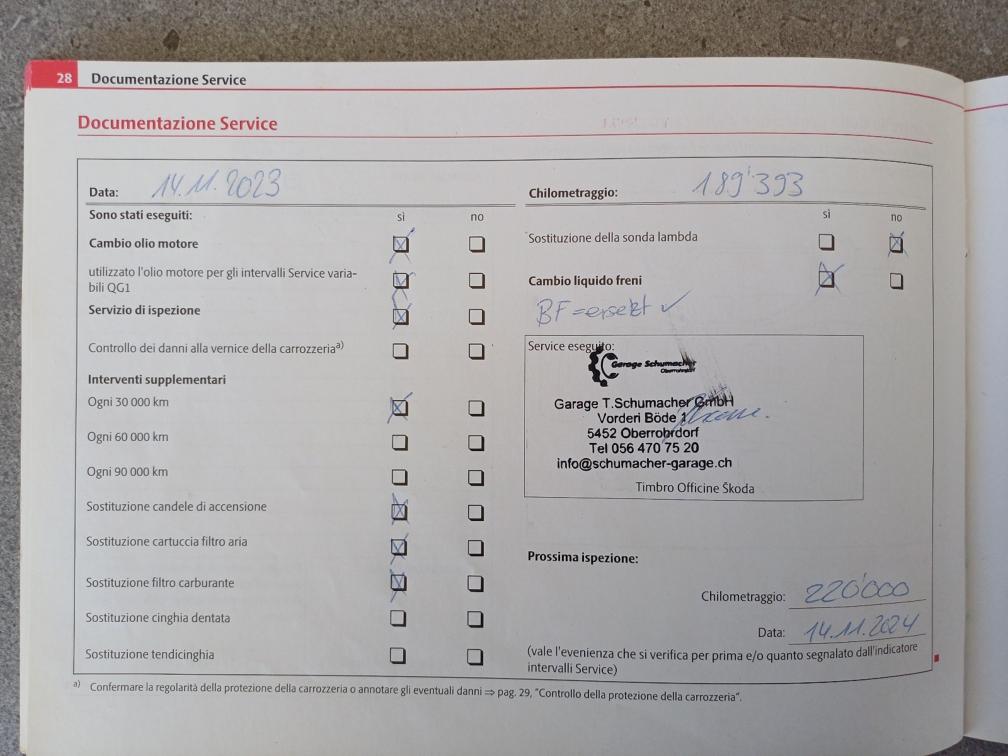 28 Documentazione Service
Documentazione Service
Data: 14.11.2023
Sono stati eseguiti: sì no
Cambio olio motore
utilizzato l'olio motore per gli intervalli Service varia-
bili QG1
Servizio di ispezione
Controllo dei danni alla vernice della carrozzeria a)
Interventi supplementari
Ogni 30 000 km
Ogni 60 000 km
Ogni 90 000 km
Sostituzione candele di accensione
Sostituzione cartuccia filtro aria
Sostituzione filtro carburante
Sostituzione cinghia dentata
Sostituzione tendicinghia
Chilometraggio: 189'393
sì no
Sostituzione della sonda lambda
Cambio liquido freni
BF = ersetzt ✓
Service eseguito:
Garage Schumacher
Oberrohrdorf
Garage T.Schumacher GmbH
Vorderi Böde 1
5452 Oberrohrdorf
Tel 056 470 75 20
info@schumacher-garage.ch
Timbro Officine Škoda
Prossima ispezione:
Chilometraggio: 220'000
Data: 14.11.2024
(vale l'evenienza che si verifica per prima e/o quanto segnalato dall'indicatore
intervalli Service)
a) Confermare la regolarità della protezione della carrozzeria o annotare gli eventuali danni ⇒ pag. 29, "Controllo della protezione della carrozzeria".